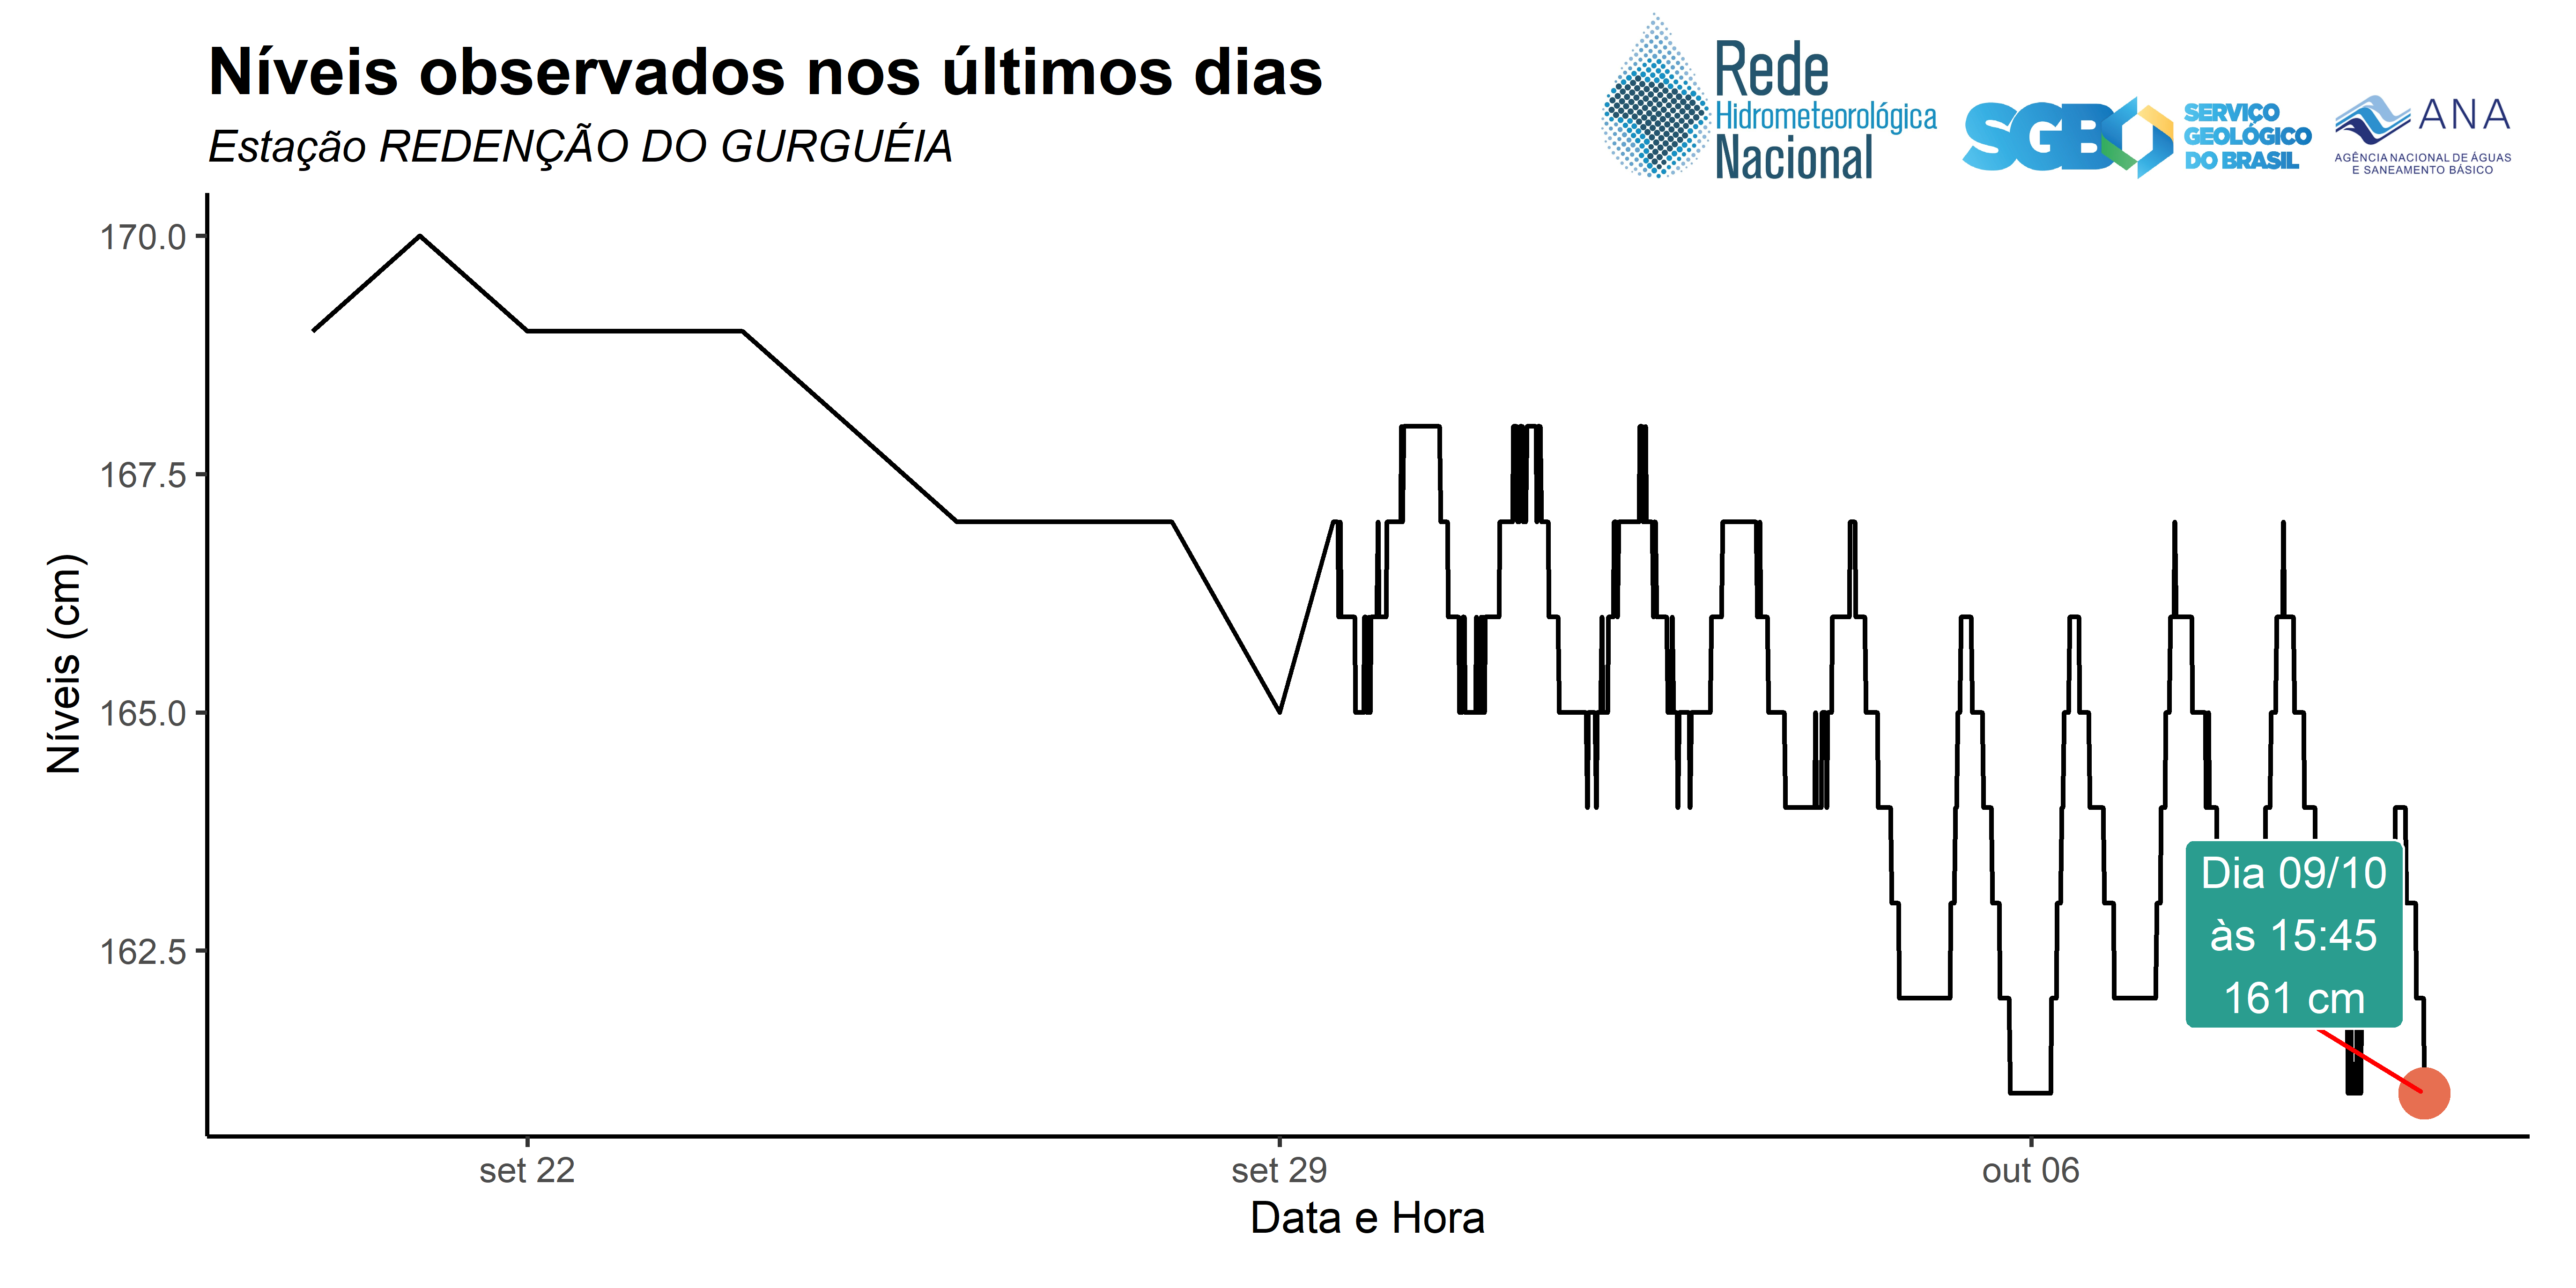 Níveis observados nos últimos dias
Estação REDENÇÃO DO GURGUÉIA
Rede
Hidrometeorológica
Nacional
SGB
SERVIÇO
GEOLÓGICO
DO BRASIL
ANA
AGÊNCIA NACIONAL DE ÁGUAS
E SANEAMENTO BÁSICO
Níveis (cm)
170.0
167.5
165.0
162.5
Dia 09/10
às 15:45
161 cm
set 22
set 29
out 06
Data e Hora